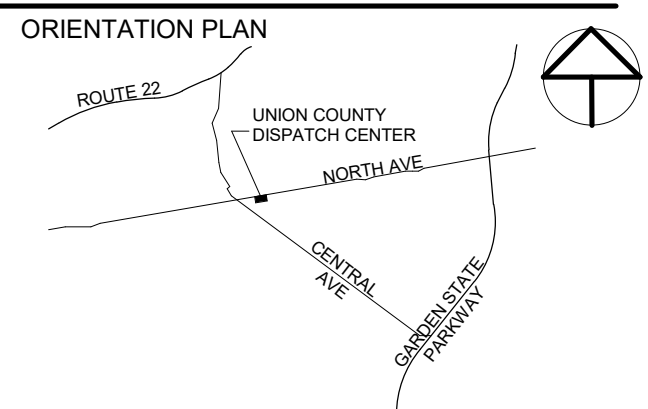 ORIENTATION PLAN
ROUTE 22
UNION COUNTY
DISPATCH CENTER
NORTH AVE
CENTRAL
AVE
GARDEN STATE
PARKWAY